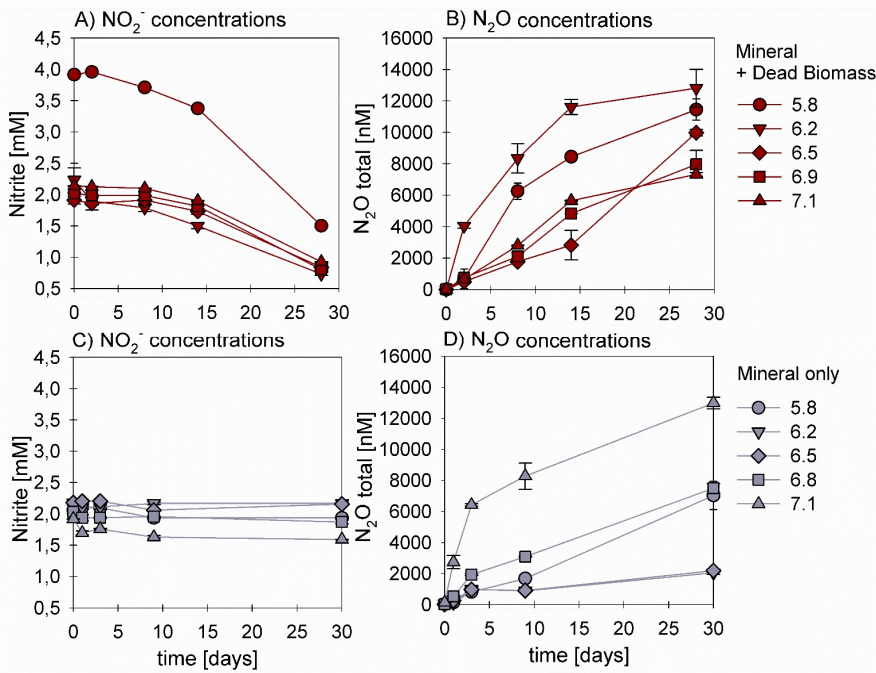 A) NO2- concentrations
Nitrite [mM]
4,5
4,0
3,5
3,0
2,5
2,0
1,5
1,0
0,5
0 5 10 15 20 25 30
B) N2O concentrations
N2O total [nM]
16000
14000
12000
10000
8000
6000
4000
2000
0
0 5 10 15 20 25 30
Mineral
+ Dead Biomass
5.8
6.2
6.5
6.9
7.1
C) NO2- concentrations
Nitrite [mM]
4,5
4,0
3,5
3,0
2,5
2,0
1,5
1,0
0,5
0 5 10 15 20 25 30
time [days]
D) N2O concentrations
N2O total [nM]
16000
14000
12000
10000
8000
6000
4000
2000
0
0 5 10 15 20 25 30
time [days]
Mineral only
5.8
6.2
6.5
6.8
7.1